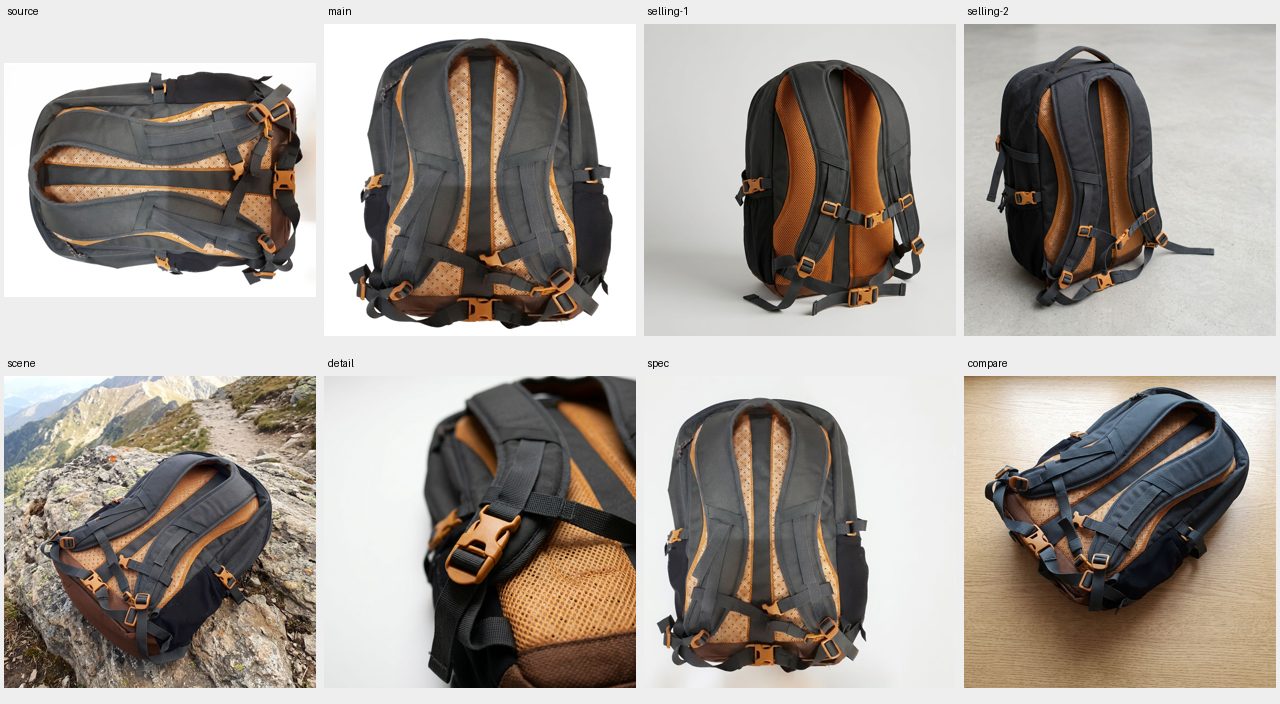 source
main
selling-1
selling-2
scene
detail
spec
compare